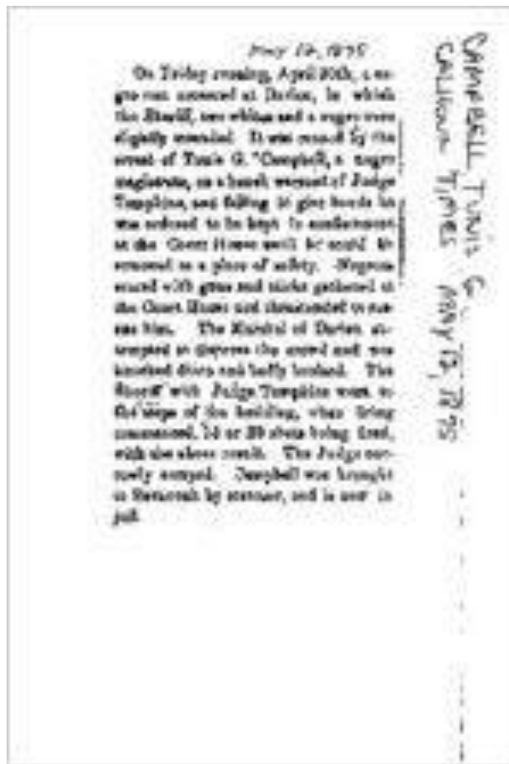 May 12, 1875
On Friday evening, April 30th, a ne-
gro riot occurred at Darien, in which
the Sheriff, two whites and a negro were
slightly wounded. It was caused by the
arrest of Tunis G. Campbell, a negro
magistrate, on a bench warrant of Judge
Tompkins, and failing to give bonds he
was ordered to be kept in confinement
at the Court House until he could be
removed to a place of safety. Negroes
armed with guns and sticks gathered at
the Court House and threatened to res-
cue him. The Marshal of Darien at-
tempted to disperse the crowd and was
knocked down and badly bruised. The
Sheriff with Judge Tompkins went to
the steps of the building, when firing
commenced, or shots being fired,
with the above result. The Judge nar-
rowly escaped. Campbell was brought
to Savannah by steamer, and is now in
jail.
CAMPBELL, TUNIS G.
CALHOUN TIMES MAY 12, 1875